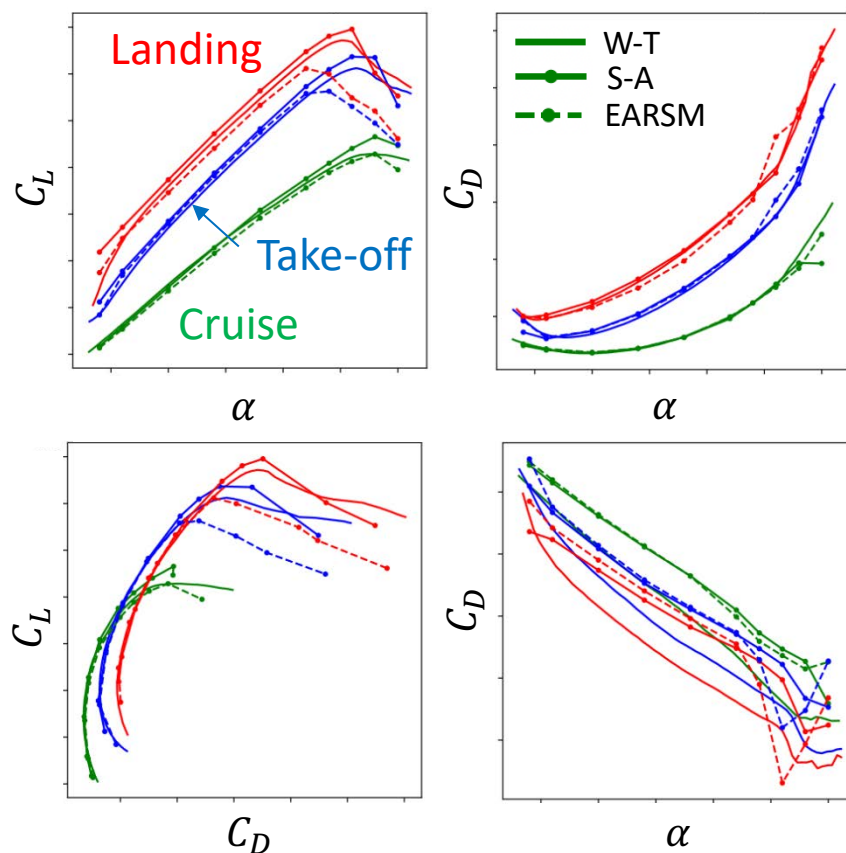 Landing
Take-off
Cruise
C_L
α
W-T
S-A
EARSM
C_D
α
C_L
C_D
C_D
α